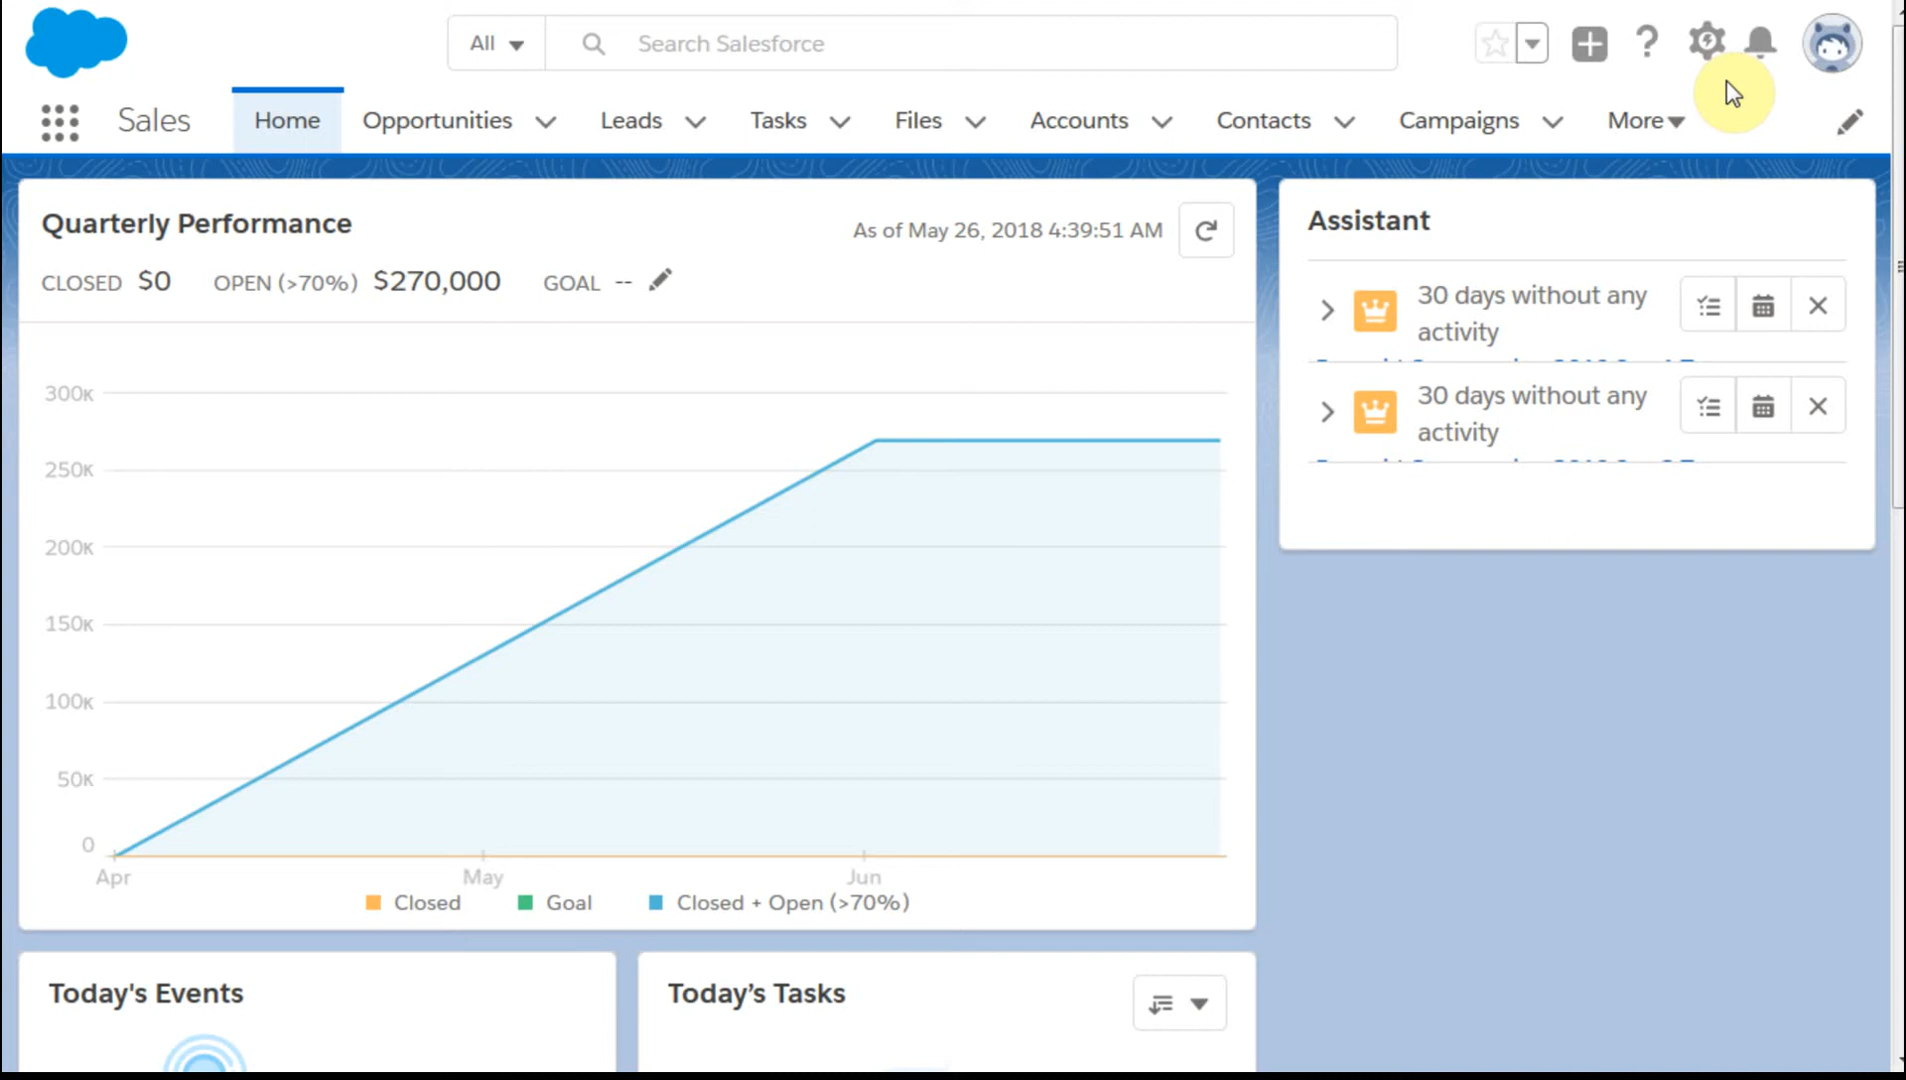 All
Search Salesforce
Sales
Home
Opportunities
Leads
Tasks
Files
Accounts
Contacts
Campaigns
More
Quarterly Performance
As of May 26, 2018 4:39:51 AM
CLOSED $0 OPEN (>70%) $270,000 GOAL --
300K
250K
200K
150K
100K
50K
0
Apr
May
Jun
Closed
Goal
Closed + Open (>70%)
Assistant
30 days without any
activity
30 days without any
activity
Today's Events
Today’s Tasks